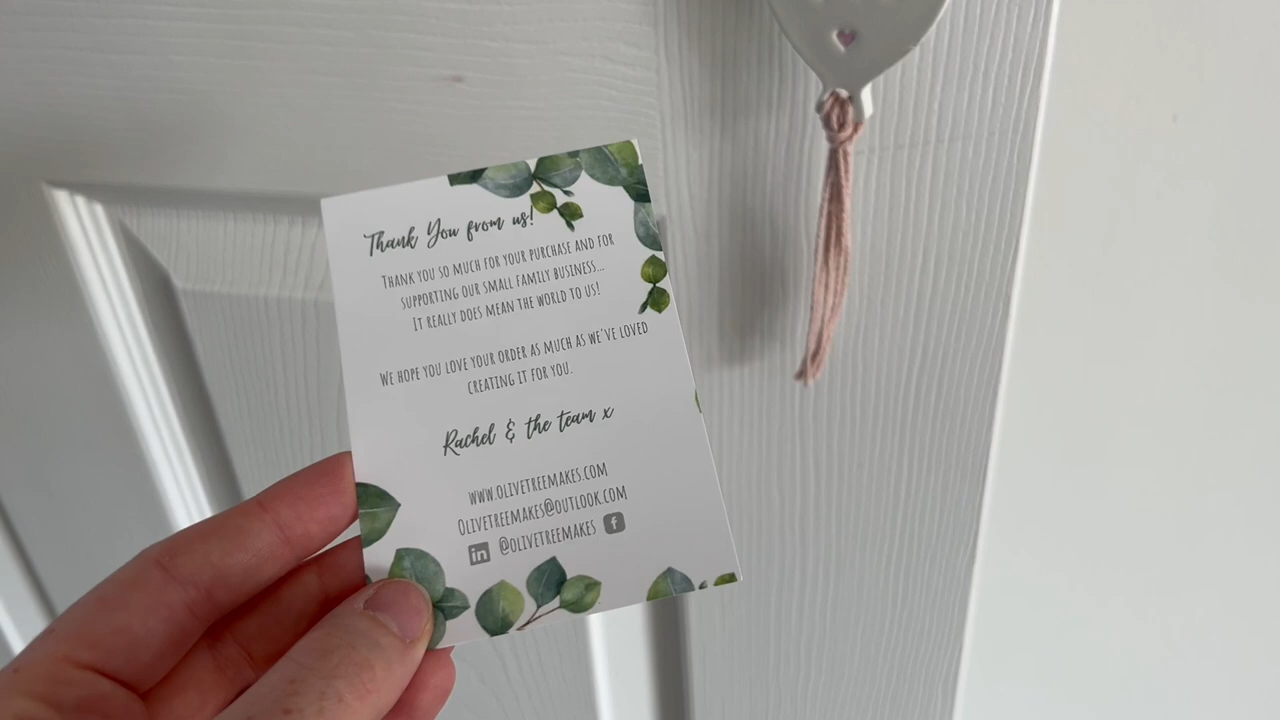 Thank You from us!
THANK YOU SO MUCH FOR YOUR PURCHASE AND FOR
SUPPORTING OUR SMALL FAMILY BUSINESS...
IT REALLY DOES MEAN THE WORLD TO US!
WE HOPE YOU LOVE YOUR ORDER AS MUCH AS WE'VE LOVED
CREATING IT FOR YOU.
Rachel & the team x
WWW.OLIVETREEMAKES.COM
OLIVETREEMAKES@OUTLOOK.COM
in @OLIVETREEMAKES f